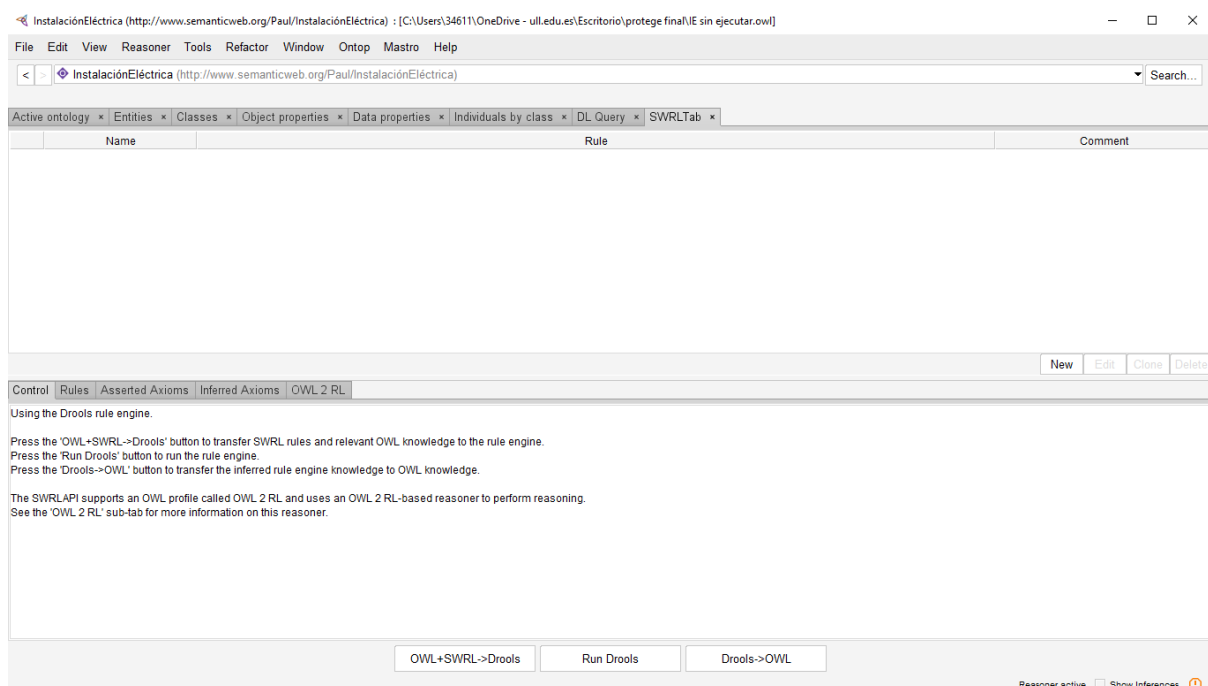 InstalaciónEléctrica (http://www.semanticweb.org/Paul/InstalaciónEléctrica) : [C:\Users\34611\OneDrive - ull.edu.es\Escritorio\protege final\IE sin ejecutar.owl]
File Edit View Reasoner Tools Refactor Window Ontop Mastro Help
< > InstalaciónEléctrica (http://www.semanticweb.org/Paul/InstalaciónEléctrica) Search...
Active ontology × Entities × Classes × Object properties × Data properties × Individuals by class × DL Query × SWRLTab ×
Name Rule Comment
New Edit Clone Delete
Control Rules Asserted Axioms Inferred Axioms OWL 2 RL
Using the Drools rule engine.
Press the 'OWL+SWRL->Drools' button to transfer SWRL rules and relevant OWL knowledge to the rule engine.
Press the 'Run Drools' button to run the rule engine.
Press the 'Drools->OWL' button to transfer the inferred rule engine knowledge to OWL knowledge.
The SWRLAPI supports an OWL profile called OWL 2 RL and uses an OWL 2 RL-based reasoner to perform reasoning.
See the 'OWL 2 RL' sub-tab for more information on this reasoner.
OWL+SWRL->Drools Run Drools Drools->OWL
Reasoner active Show Inferences